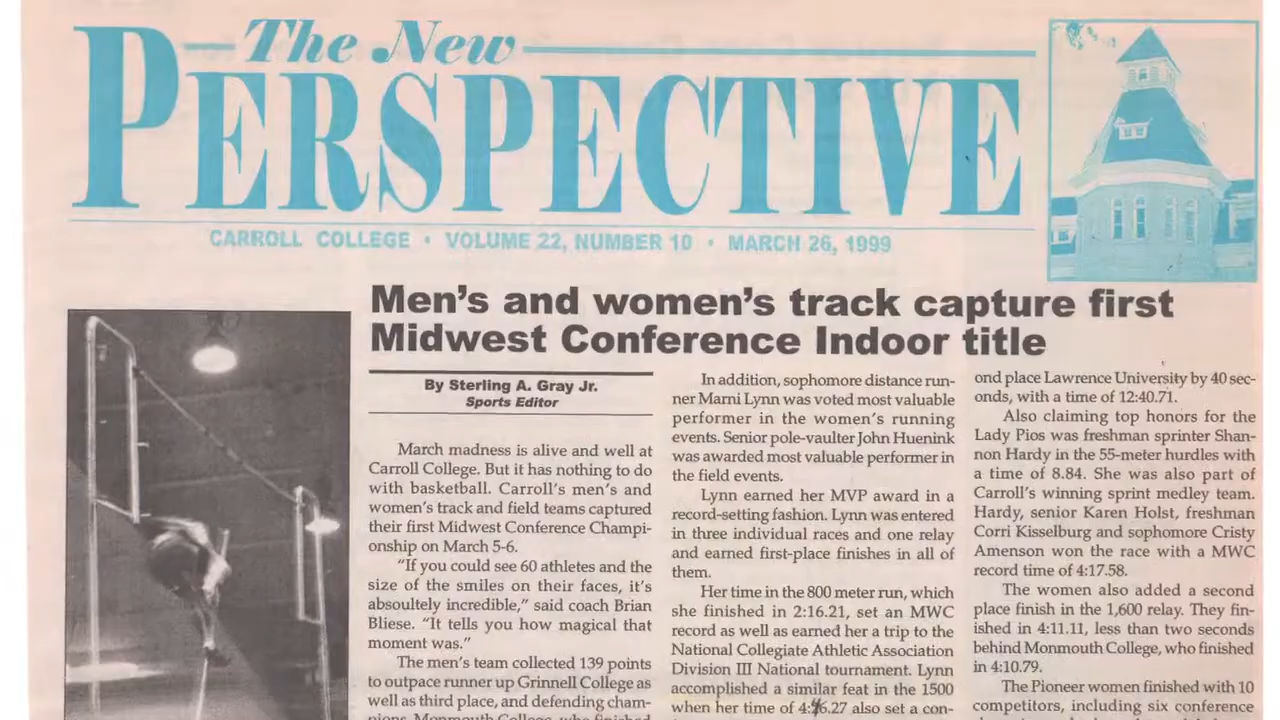 The New
PERSPECTIVE
CARROLL COLLEGE • VOLUME 22, NUMBER 10 • MARCH 26, 1999
Men's and women's track capture first
Midwest Conference Indoor title
By Sterling A. Gray Jr.
Sports Editor
March madness is alive and well at
Carroll College. But it has nothing to do
with basketball. Carroll's men's and
women's track and field teams captured
their first Midwest Conference Champi-
onship on March 5-6.
"If you could see 60 athletes and the
size of the smiles on their faces, it's
absoultely incredible," said coach Brian
Bliese. "It tells you how magical that
moment was."
The men's team collected 139 points
to outpace runner up Grinnell College as
well as third place, and defending cham-
pions, Monmouth College, who finished
In addition, sophomore distance run-
ner Marni Lynn was voted most valuable
performer in the women's running
events. Senior pole-vaulter John Huenink
was awarded most valuable performer in
the field events.
Lynn earned her MVP award in a
record-setting fashion. Lynn was entered
in three individual races and one relay
and earned first-place finishes in all of
them.
Her time in the 800 meter run, which
she finished in 2:16.21, set an MWC
record as well as earned her a trip to the
National Collegiate Athletic Association
Division III National tournament. Lynn
accomplished a similar feat in the 1500
when her time of 4:46.27 also set a con-
ond place Lawrence University by 40 sec-
onds, with a time of 12:40.71.
Also claiming top honors for the
Lady Pios was freshman sprinter Shan-
non Hardy in the 55-meter hurdles with
a time of 8.84. She was also part of
Carroll's winning sprint medley team.
Hardy, senior Karen Holst, freshman
Corri Kisselburg and sophomore Cristy
Amenson won the race with a MWC
record time of 4:17.58.
The women also added a second
place finish in the 1,600 relay. They fin-
ished in 4:11.11, less than two seconds
behind Monmouth College, who finished
in 4:10.79.
The Pioneer women finished with 10
competitors, including six conference